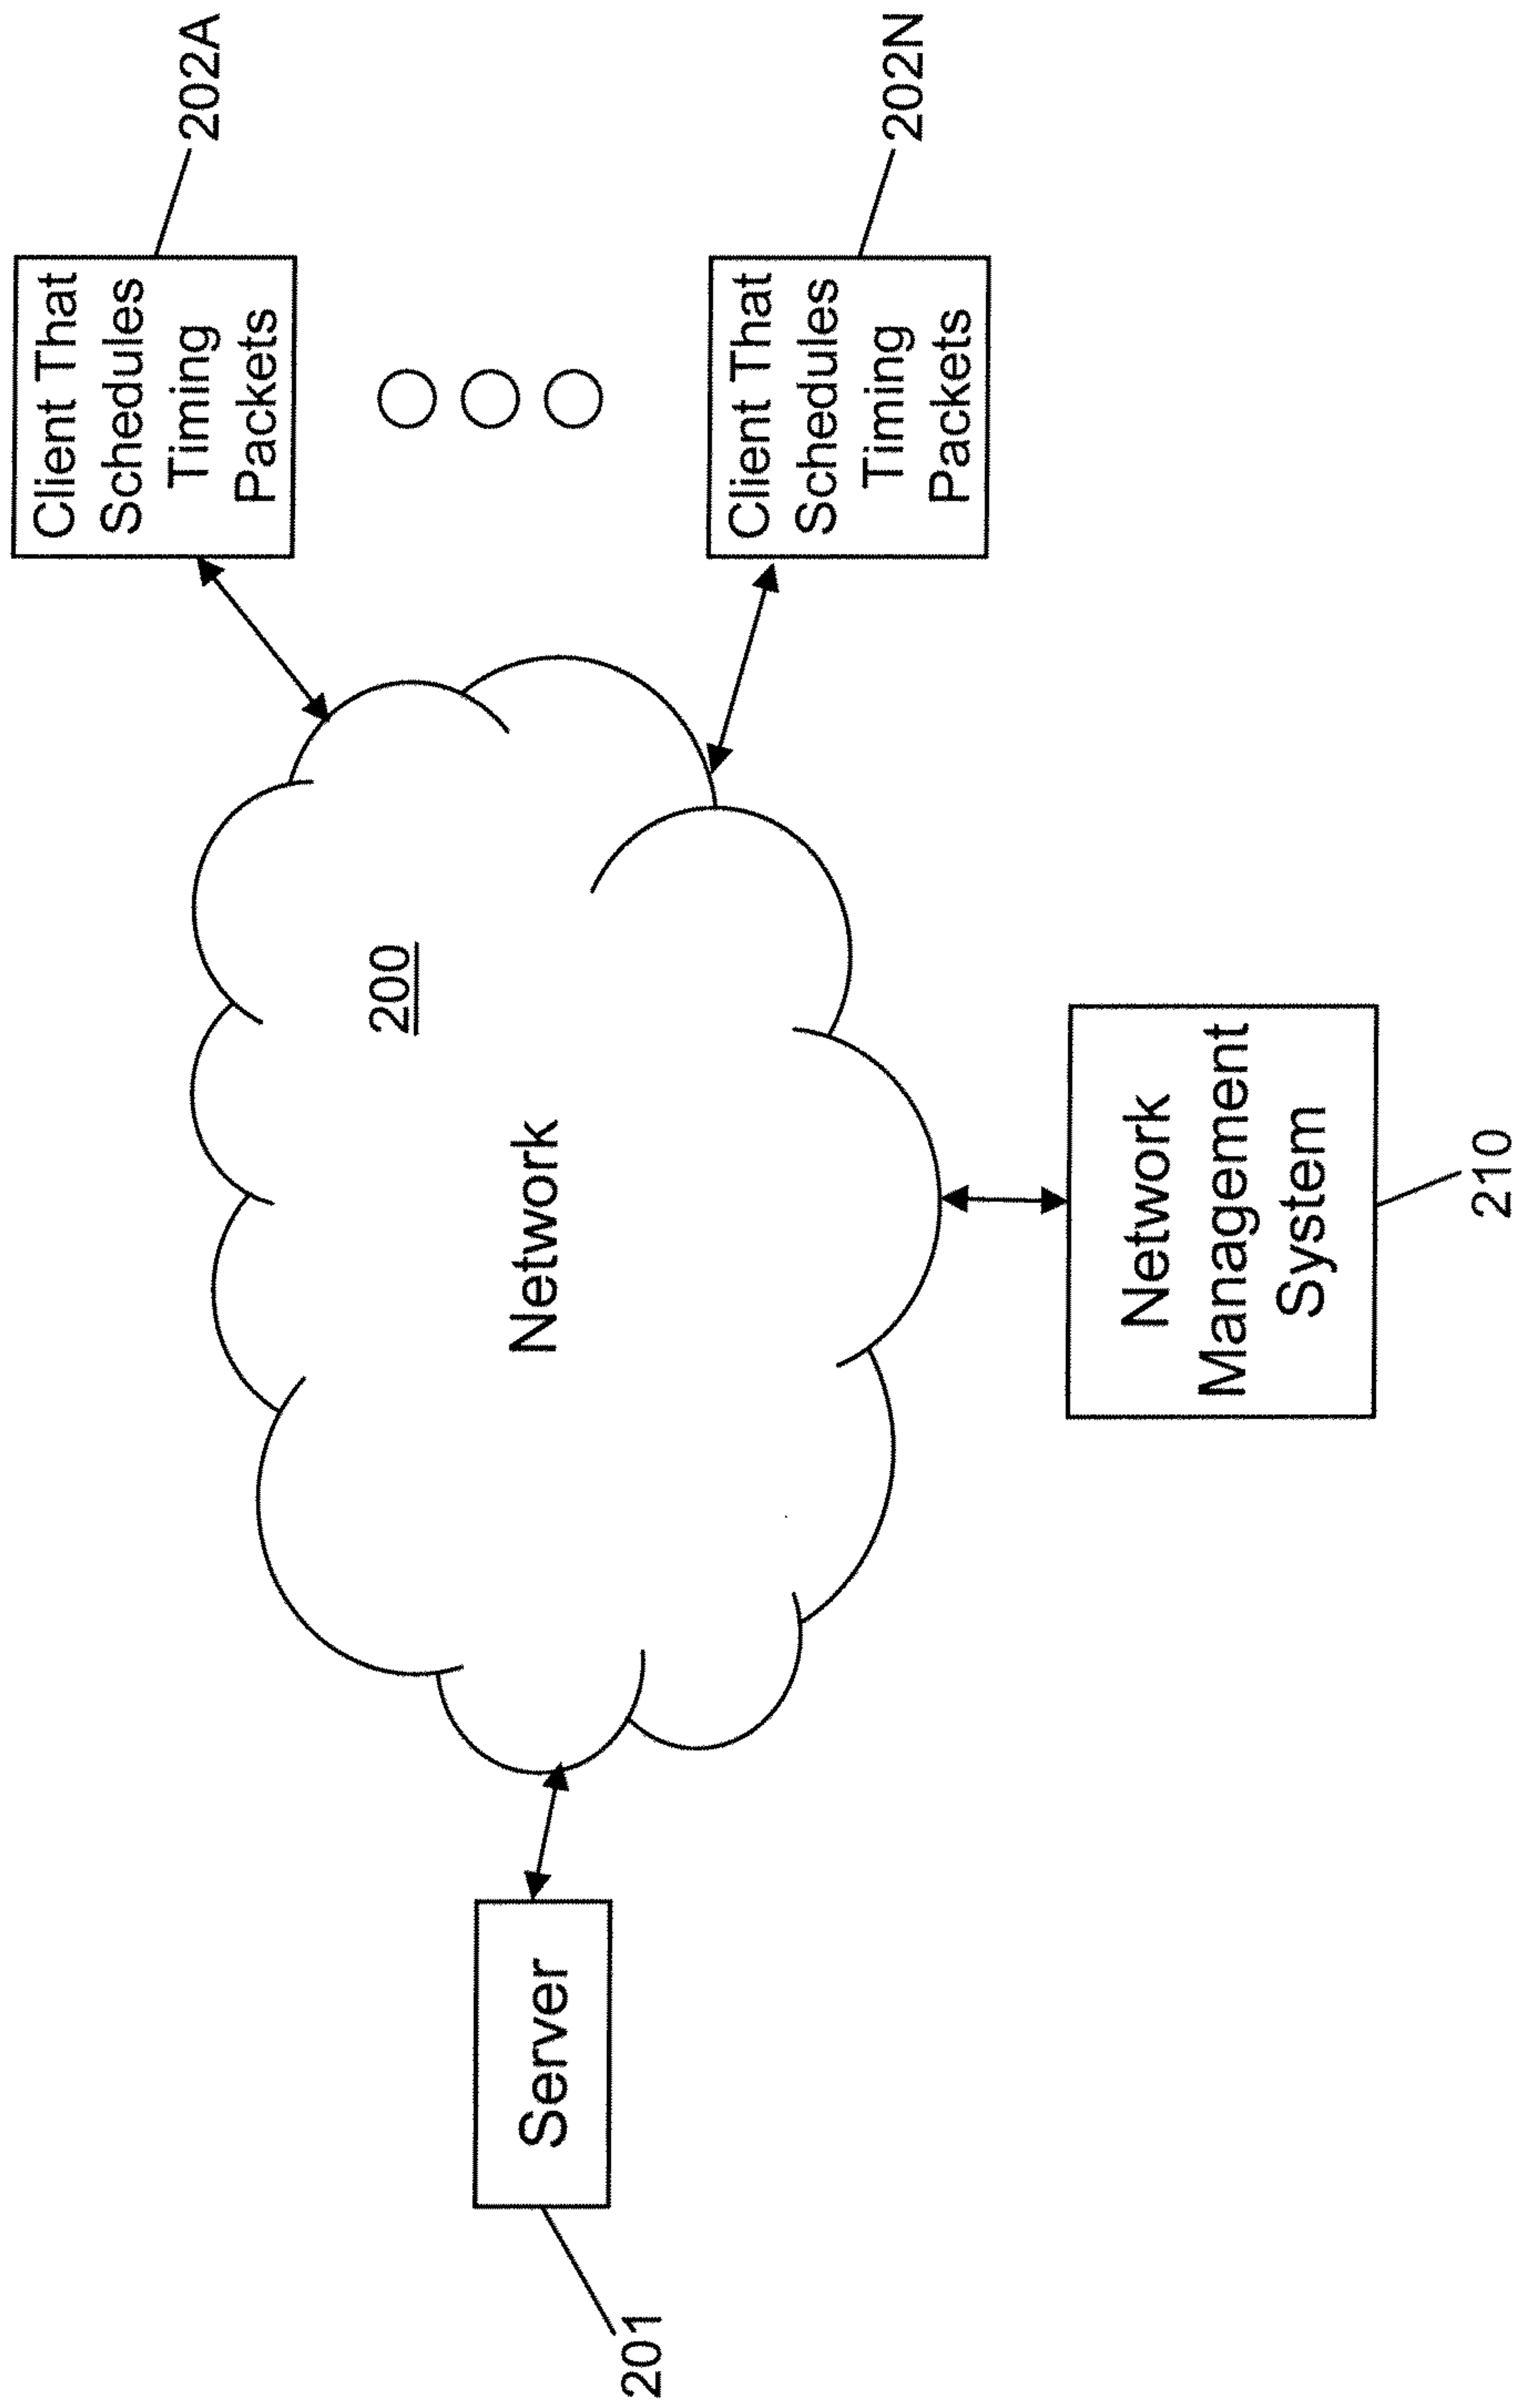 202A
Client That
Schedules
Timing
Packets
202N
Client That
Schedules
Timing
Packets
200
Network
Network
Management
System
210
Server
201